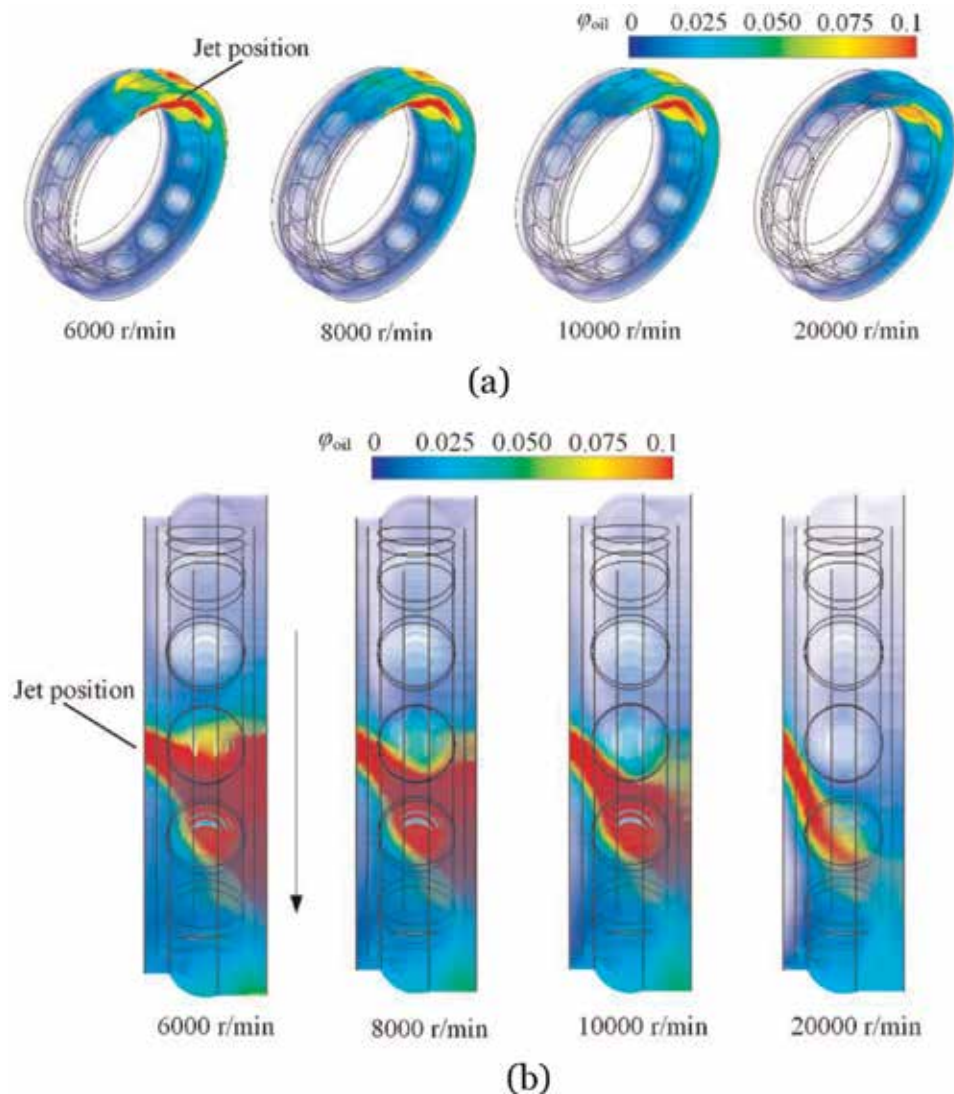 φoil 0 0.025 0.050 0.075 0.1
Jet position
6000 r/min 8000 r/min 10000 r/min 20000 r/min
(a)
φoil 0 0.025 0.050 0.075 0.1
Jet position
6000 r/min 8000 r/min 10000 r/min 20000 r/min
(b)